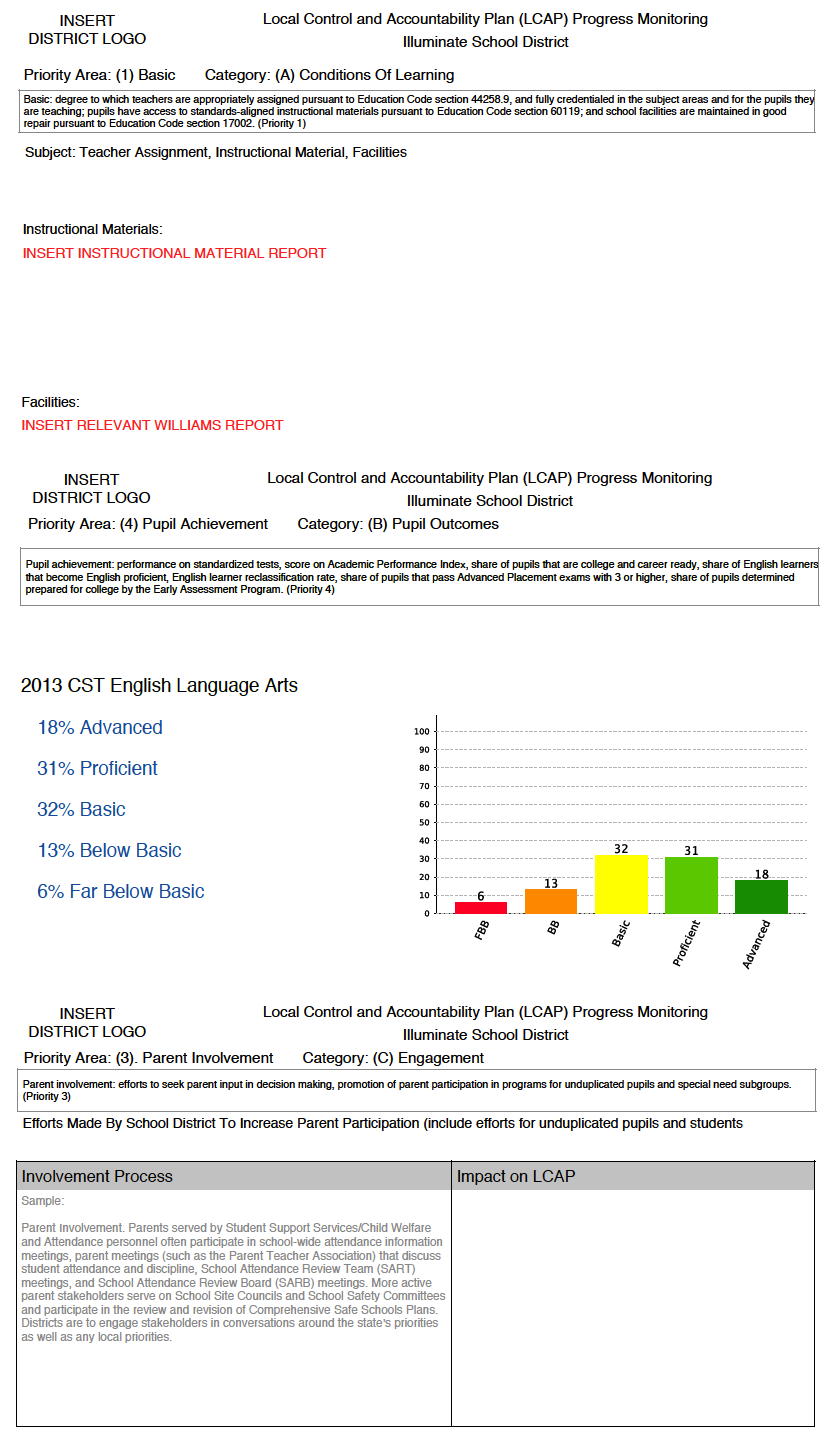 INSERT
DISTRICT LOGO
Local Control and Accountability Plan (LCAP) Progress Monitoring
Illuminate School District
Priority Area: (1) Basic Category: (A) Conditions Of Learning
Basic: degree to which teachers are appropriately assigned pursuant to Education Code section 44258.9, and fully credentialed in the subject areas and for the pupils they
are teaching; pupils have access to standards-aligned instructional materials pursuant to Education Code section 60119; and school facilities are maintained in good
repair pursuant to Education Code section 17002. (Priority 1)
Subject: Teacher Assignment, Instructional Material, Facilities
Instructional Materials:
INSERT INSTRUCTIONAL MATERIAL REPORT
Facilities:
INSERT RELEVANT WILLIAMS REPORT
INSERT
DISTRICT LOGO
Local Control and Accountability Plan (LCAP) Progress Monitoring
Illuminate School District
Priority Area: (4) Pupil Achievement Category: (B) Pupil Outcomes
Pupil achievement: performance on standardized tests, score on Academic Performance Index, share of pupils that are college and career ready, share of English learners
that become English proficient, English learner reclassification rate, share of pupils that pass Advanced Placement exams with 3 or higher, share of pupils determined
prepared for college by the Early Assessment Program. (Priority 4)
2013 CST English Language Arts
18% Advanced
31% Proficient
32% Basic
13% Below Basic
6% Far Below Basic
100
90
80
70
60
50
40
30
20
10
0
6
13
32
31
18
FBB
BB
Basic
Proficient
Advanced
INSERT
DISTRICT LOGO
Local Control and Accountability Plan (LCAP) Progress Monitoring
Illuminate School District
Priority Area: (3). Parent Involvement Category: (C) Engagement
Parent involvement: efforts to seek parent input in decision making, promotion of parent participation in programs for unduplicated pupils and special need subgroups.
(Priority 3)
Efforts Made By School District To Increase Parent Participation (include efforts for unduplicated pupils and students
Involvement Process
Impact on LCAP
Sample:
Parent Involvement. Parents served by Student Support Services/Child Welfare
and Attendance personnel often participate in school-wide attendance information
meetings, parent meetings (such as the Parent Teacher Association) that discuss
student attendance and discipline, School Attendance Review Team (SART)
meetings, and School Attendance Review Board (SARB) meetings. More active
parent stakeholders serve on School Site Councils and School Safety Committees
and participate in the review and revision of Comprehensive Safe Schools Plans.
Districts are to engage stakeholders in conversations around the state's priorities
as well as any local priorities.